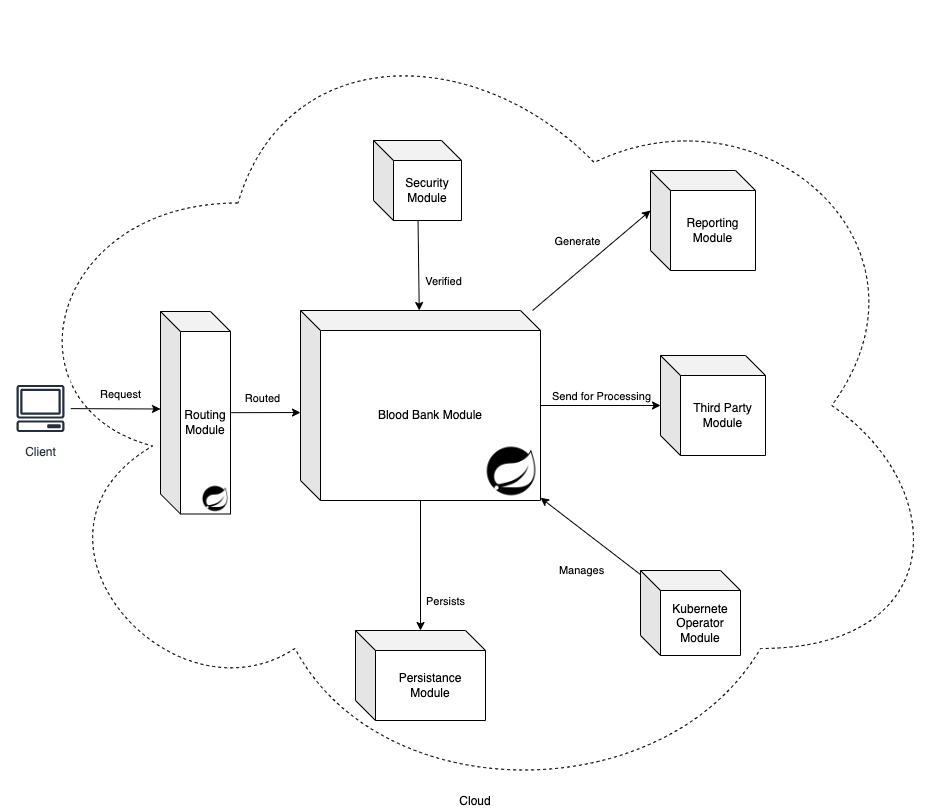 Security
Module
Reporting
Module
Generate
Verified
Request
Routed
Routing
Module
Blood Bank Module
Send for Processing
Third Party
Module
Client
Manages
Persists
Kubernete
Operator
Module
Persistance
Module
Cloud